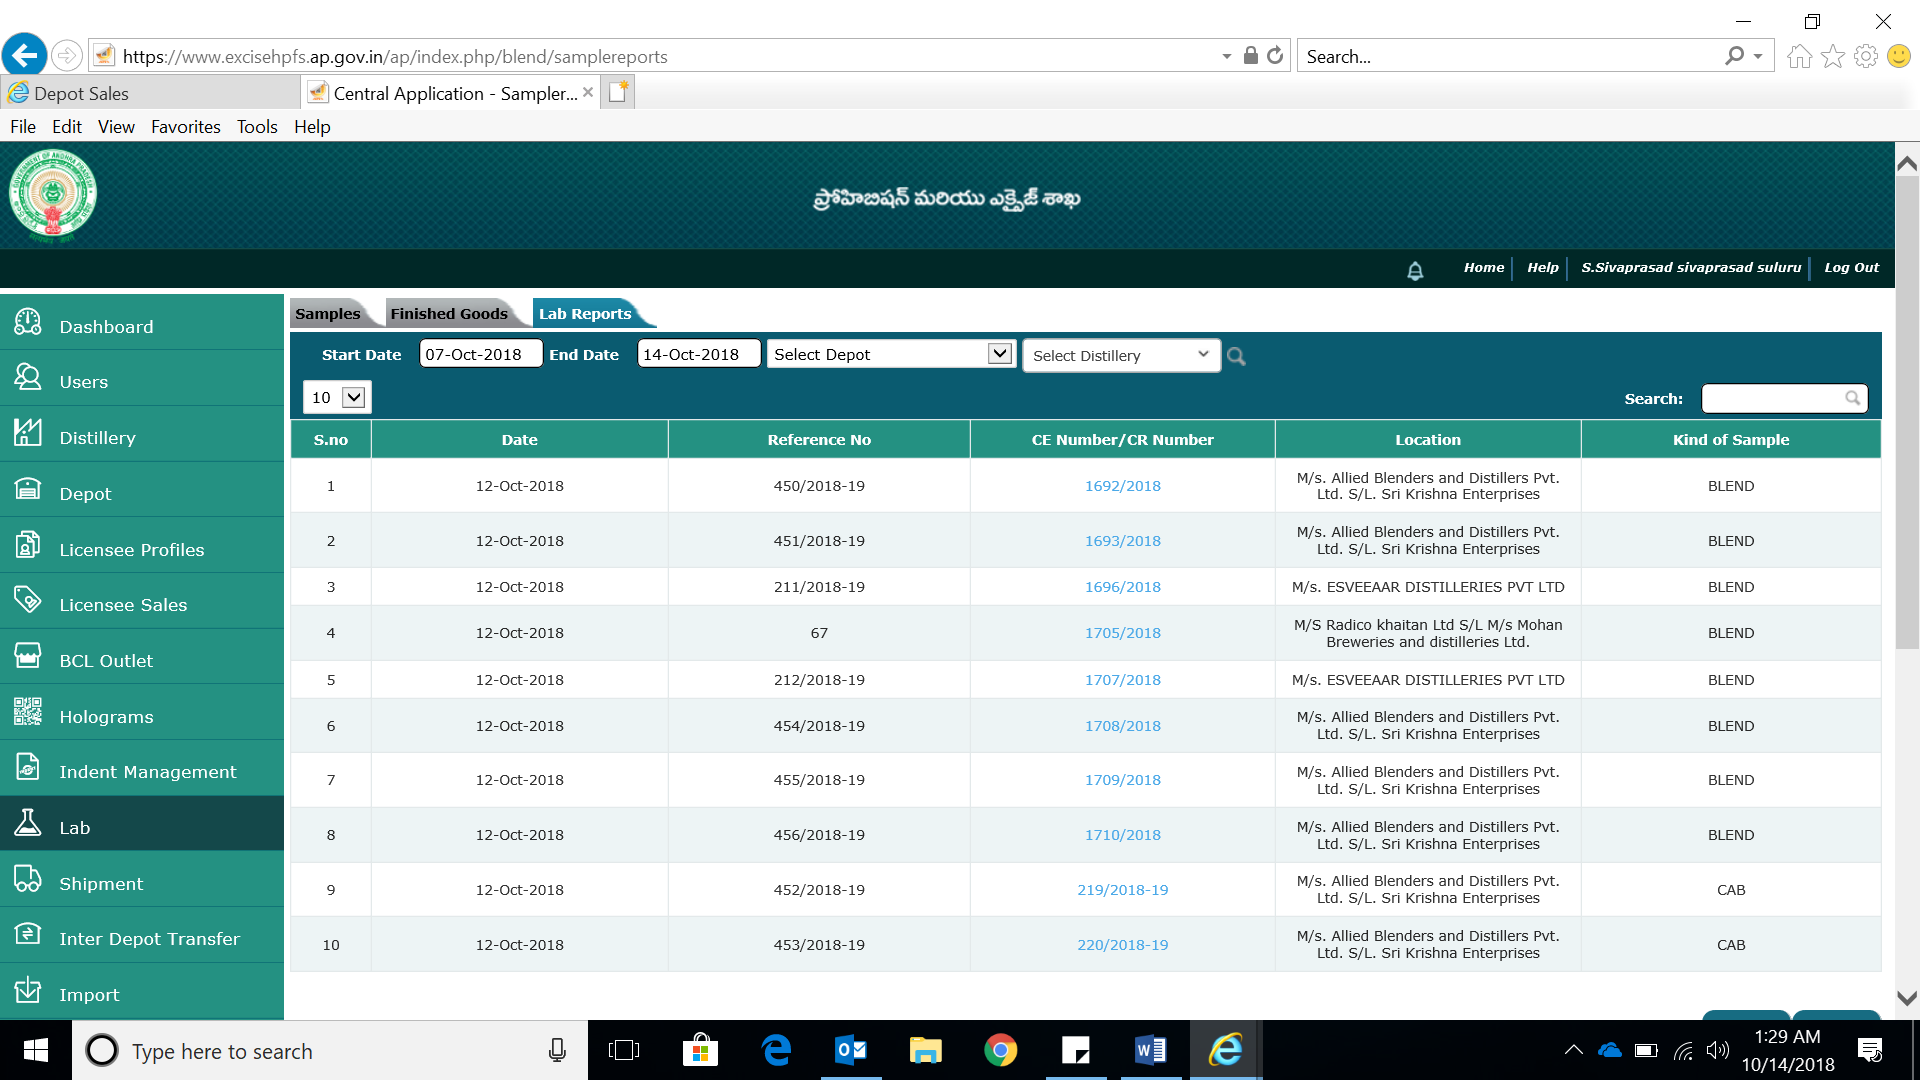 https://www.excisehpfs.ap.gov.in/ap/index.php/blend/samplereports
Search...
Depot Sales
Central Application - Sampler...
File Edit View Favorites Tools Help
ప్రోహిబిషన్ మరియు ఎక్సైజ్ శాఖ
Home Help S.Sivaprasad sivaprasad suluru Log Out
Dashboard
Users
Distillery
Depot
Licensee Profiles
Licensee Sales
BCL Outlet
Holograms
Indent Management
Lab
Shipment
Inter Depot Transfer
Import
Samples Finished Goods Lab Reports
Start Date 07-Oct-2018 End Date 14-Oct-2018 Select Depot Select Distillery
10 Search:
S.no Date Reference No CE Number/CR Number Location Kind of Sample
1 12-Oct-2018 450/2018-19 1692/2018 M/s. Allied Blenders and Distillers Pvt. Ltd. S/L. Sri Krishna Enterprises BLEND
2 12-Oct-2018 451/2018-19 1693/2018 M/s. Allied Blenders and Distillers Pvt. Ltd. S/L. Sri Krishna Enterprises BLEND
3 12-Oct-2018 211/2018-19 1696/2018 M/s. ESVEEAAR DISTILLERIES PVT LTD BLEND
4 12-Oct-2018 67 1705/2018 M/S Radico khaitan Ltd S/L M/s Mohan Breweries and distilleries Ltd. BLEND
5 12-Oct-2018 212/2018-19 1707/2018 M/s. ESVEEAAR DISTILLERIES PVT LTD BLEND
6 12-Oct-2018 454/2018-19 1708/2018 M/s. Allied Blenders and Distillers Pvt. Ltd. S/L. Sri Krishna Enterprises BLEND
7 12-Oct-2018 455/2018-19 1709/2018 M/s. Allied Blenders and Distillers Pvt. Ltd. S/L. Sri Krishna Enterprises BLEND
8 12-Oct-2018 456/2018-19 1710/2018 M/s. Allied Blenders and Distillers Pvt. Ltd. S/L. Sri Krishna Enterprises BLEND
9 12-Oct-2018 452/2018-19 219/2018-19 M/s. Allied Blenders and Distillers Pvt. Ltd. S/L. Sri Krishna Enterprises CAB
10 12-Oct-2018 453/2018-19 220/2018-19 M/s. Allied Blenders and Distillers Pvt. Ltd. S/L. Sri Krishna Enterprises CAB
Type here to search
1:29 AM
10/14/2018